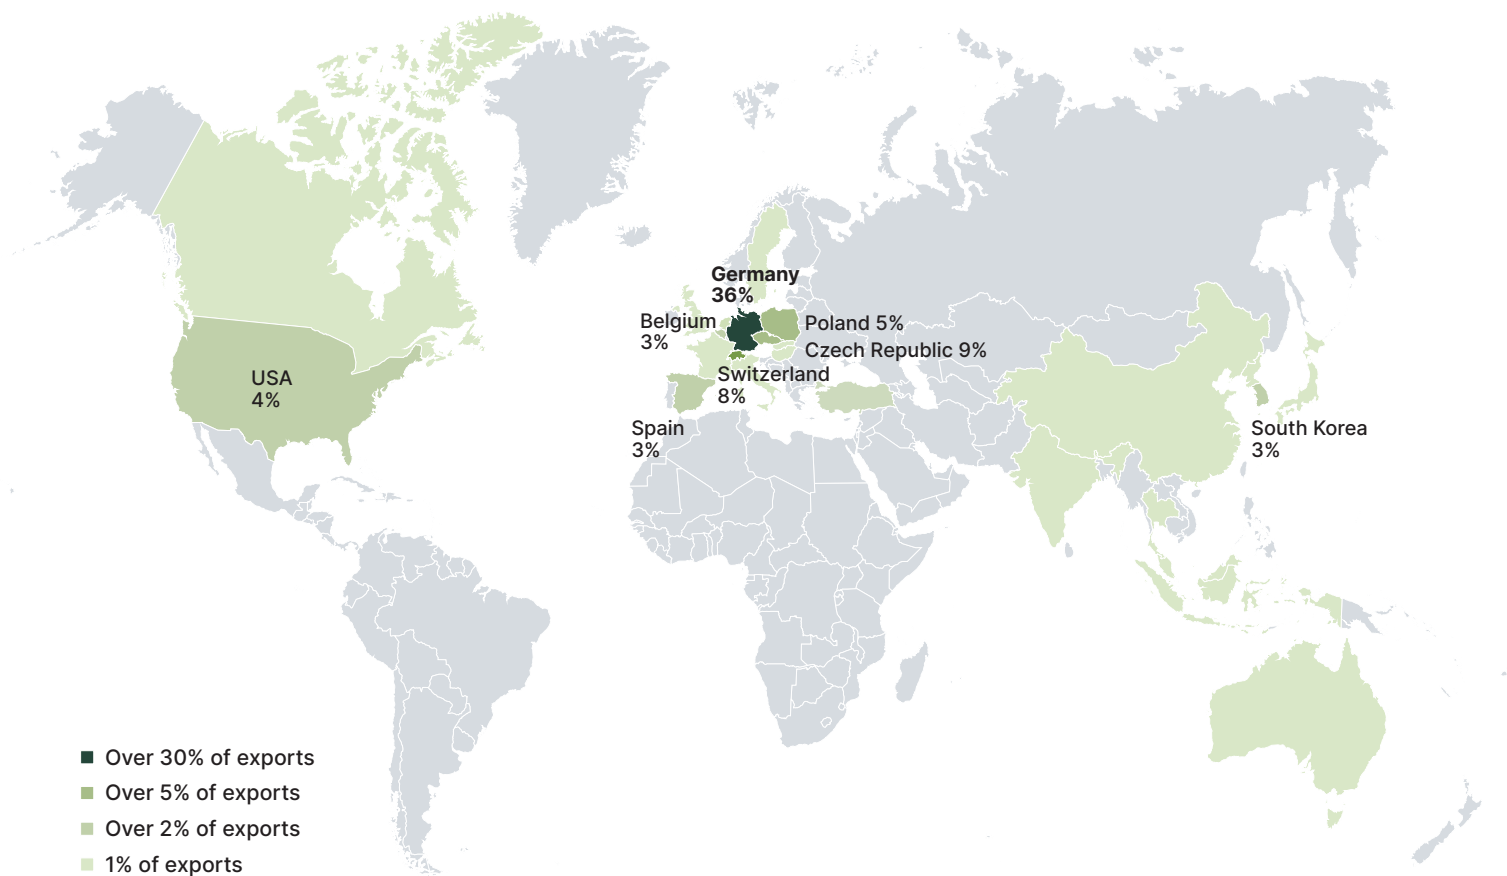 Germany
36%
Belgium
3%
Poland 5%
Czech Republic 9%
Switzerland
8%
USA
4%
Spain
3%
South Korea
3%
Over 30% of exports
Over 5% of exports
Over 2% of exports
1% of exports